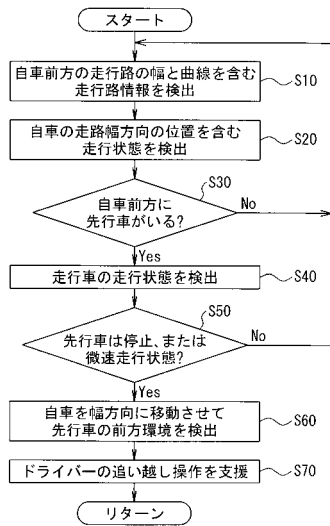 スタート
自車前方の走行路の幅と曲線を含む
走行路情報を検出
S10
自車の走路幅方向の位置を含む
走行状態を検出
S20
S30
自車前方に
先行車がいる?
No
Yes
走行車の走行状態を検出
S40
S50
先行車は停止、または
微速走行状態?
No
Yes
自車を幅方向に移動させて
先行車の前方環境を検出
S60
ドライバーの追い越し操作を支援
S70
リターン